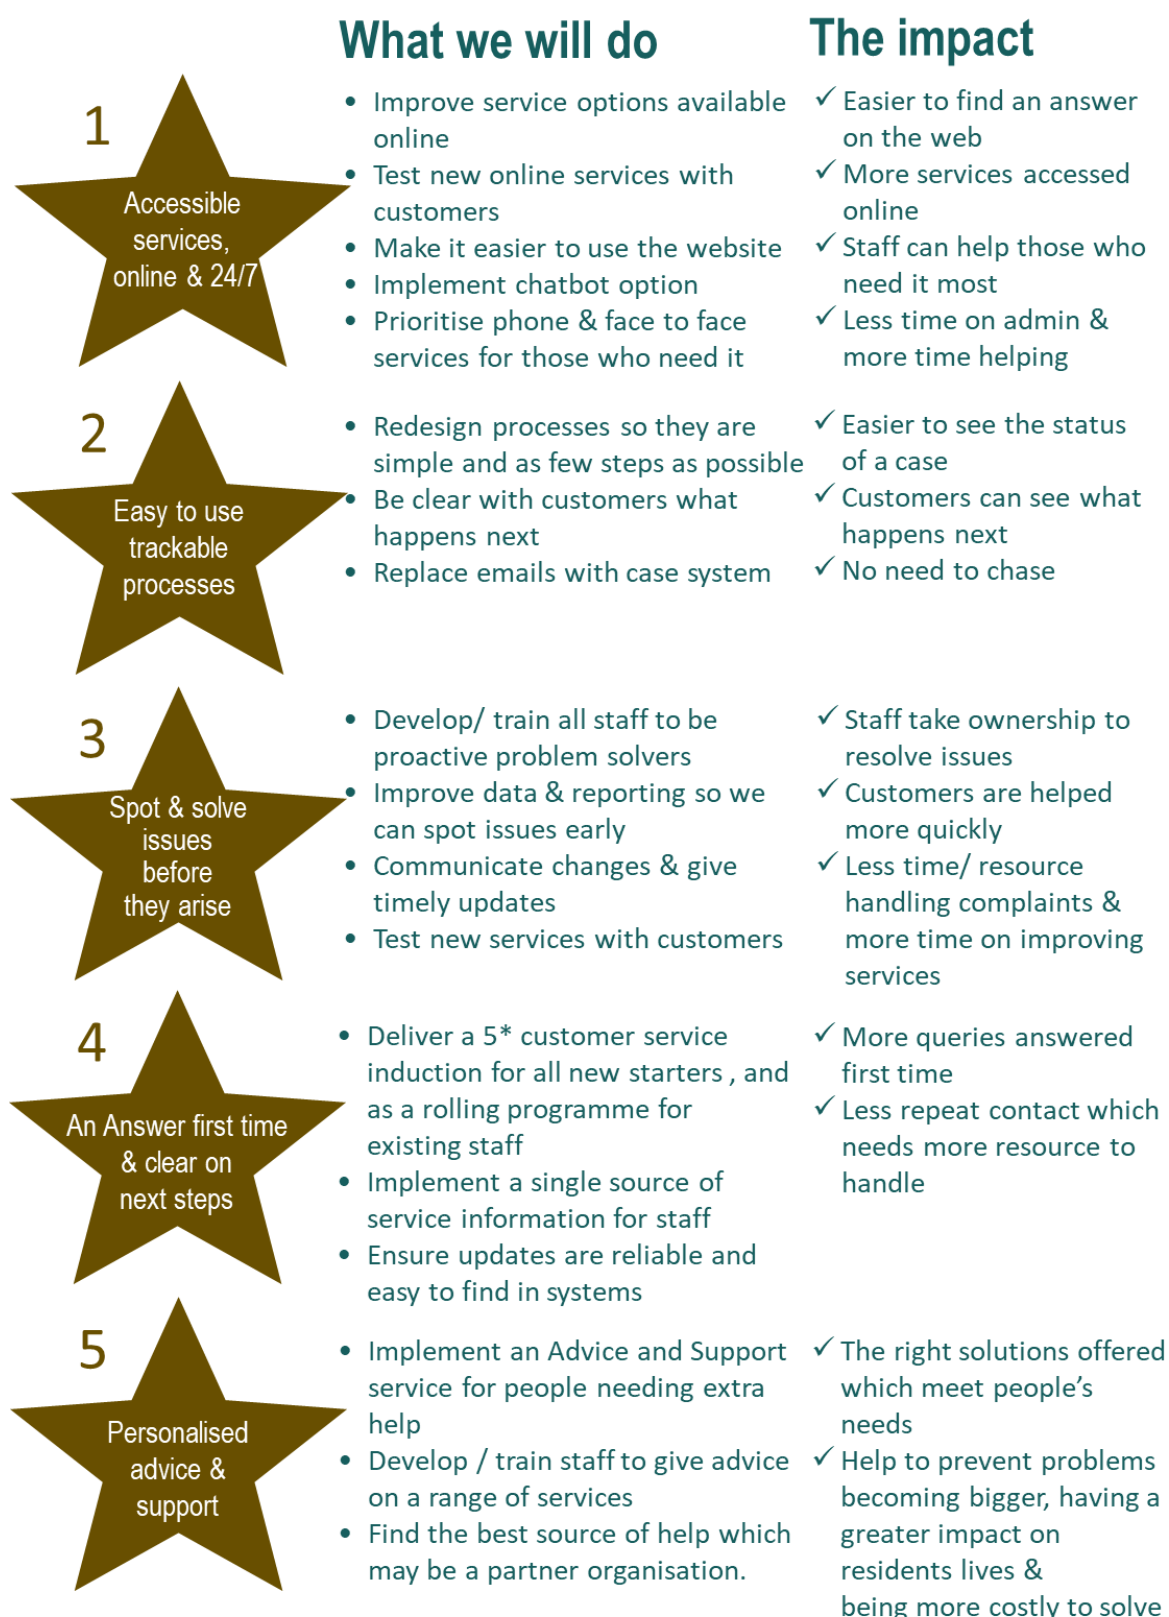 What we will do
The impact
1
Accessible
services,
online & 24/7
• Improve service options available
online
• Test new online services with
customers
• Make it easier to use the website
• Implement chatbot option
• Prioritise phone & face to face
services for those who need it
✓ Easier to find an answer
on the web
✓ More services accessed
online
✓ Staff can help those who
need it most
✓ Less time on admin &
more time helping
2
Easy to use
trackable
processes
• Redesign processes so they are
simple and as few steps as possible
• Be clear with customers what
happens next
• Replace emails with case system
✓ Easier to see the status
of a case
✓ Customers can see what
happens next
✓ No need to chase
3
Spot & solve
issues
before
they arise
• Develop/ train all staff to be
proactive problem solvers
• Improve data & reporting so we
can spot issues early
• Communicate changes & give
timely updates
• Test new services with customers
✓ Staff take ownership to
resolve issues
✓ Customers are helped
more quickly
✓ Less time/ resource
handling complaints &
more time on improving
services
4
An Answer first time
& clear on
next steps
• Deliver a 5* customer service
induction for all new starters , and
as a rolling programme for
existing staff
• Implement a single source of
service information for staff
• Ensure updates are reliable and
easy to find in systems
✓ More queries answered
first time
✓ Less repeat contact which
needs more resource to
handle
5
Personalised
advice &
support
• Implement an Advice and Support
service for people needing extra
help
• Develop / train staff to give advice
on a range of services
• Find the best source of help which
may be a partner organisation.
✓ The right solutions offered
which meet people’s
needs
✓ Help to prevent problems
becoming bigger, having a
greater impact on
residents lives &
being more costly to solve